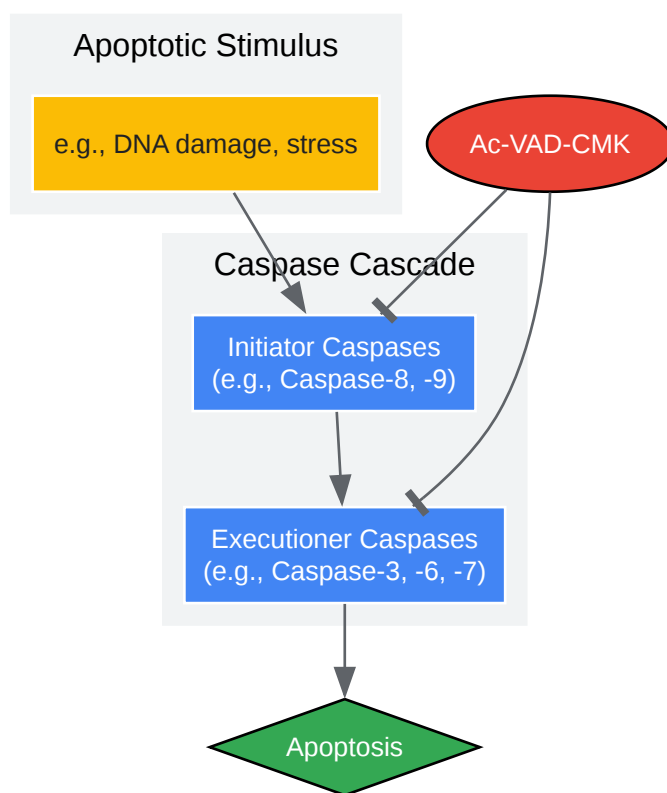 Apoptotic Stimulus
e.g., DNA damage, stress
Ac-VAD-CMK
Caspase Cascade
Initiator Caspases
(e.g., Caspase-8, -9)
Executioner Caspases
(e.g., Caspase-3, -6, -7)
Apoptosis